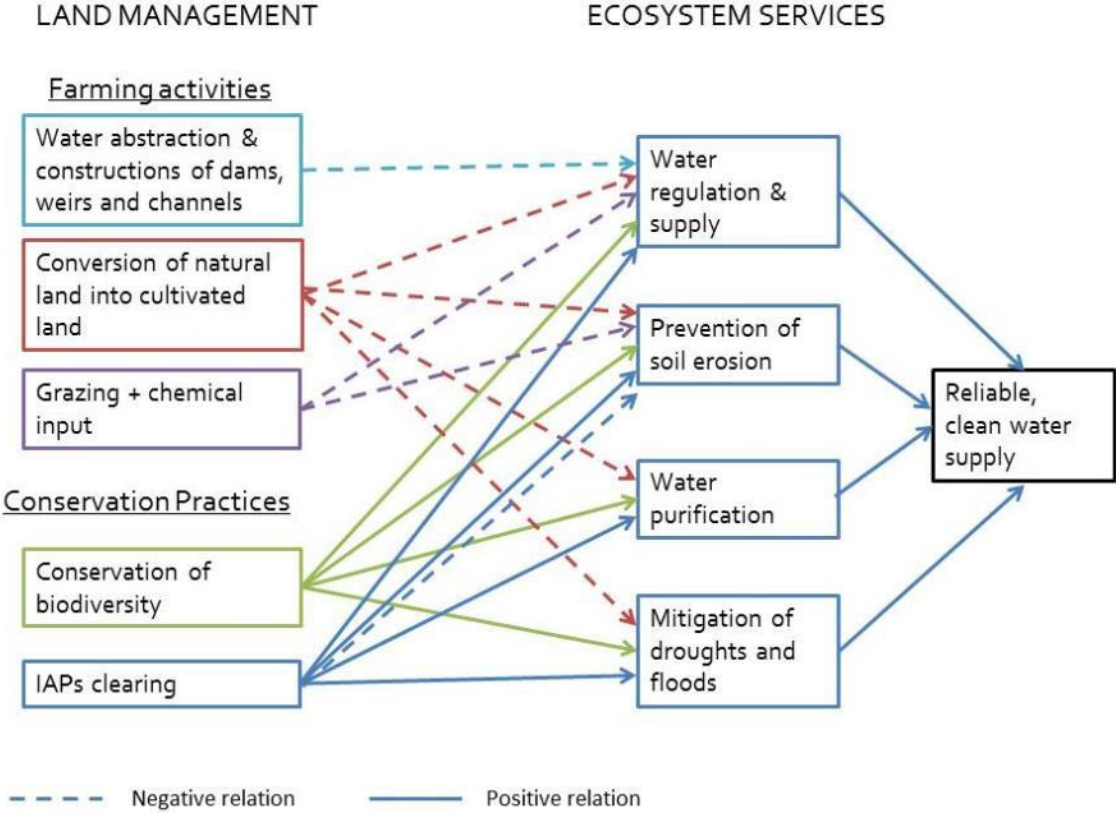 LAND MANAGEMENT
ECOSYSTEM SERVICES
Farming activities
Water abstraction &
constructions of dams,
weirs and channels
Conversion of natural
land into cultivated
land
Grazing + chemical
input
Conservation Practices
Conservation of
biodiversity
IAPs clearing
Water
regulation &
supply
Prevention of
soil erosion
Water
purification
Mitigation of
droughts and
floods
Reliable,
clean water
supply
Negative relation
Positive relation